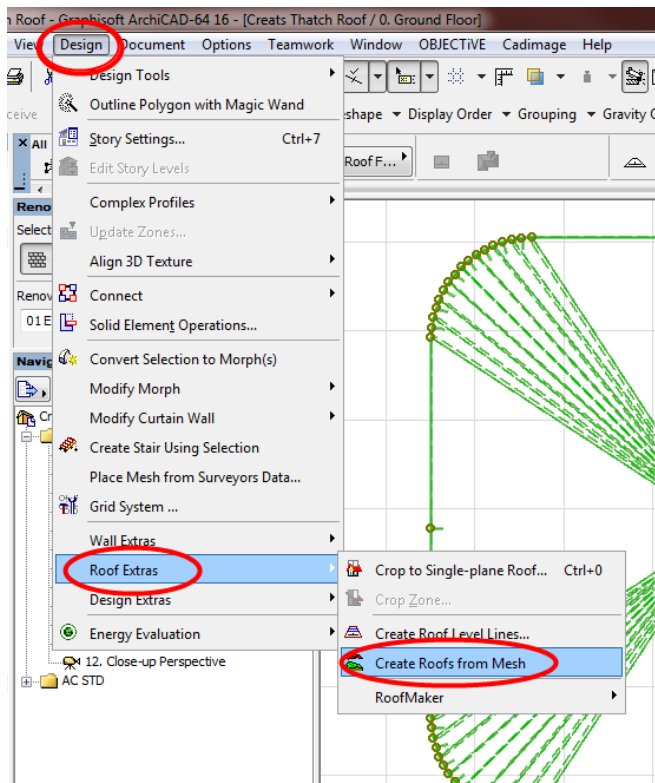 Roof - Graphisoft ArchiCAD-64 16 - [Creats Thatch Roof / 0. Ground Floor]
View Design Document Options Teamwork Window OBJECTiVE Cadimage Help
Design Tools
Outline Polygon with Magic Wand
eshape Display Order Grouping Gravity
Story Settings... Ctrl+7
All
Roof F...
Edit Story Levels
Reno
Complex Profiles
Select
Update Zones...
Align 3D Texture
Renov
Connect
01 E
Solid Element Operations...
Navig
Convert Selection to Morph(s)
Modify Morph
Cr
Modify Curtain Wall
Create Stair Using Selection
Place Mesh from Surveyors Data...
Grid System ...
Wall Extras
Roof Extras
Crop to Single-plane Roof... Ctrl+0
Design Extras
Crop Zone...
Energy Evaluation
Create Roof Level Lines...
12. Close-up Perspective
Create Roofs from Mesh
AC STD
RoofMaker